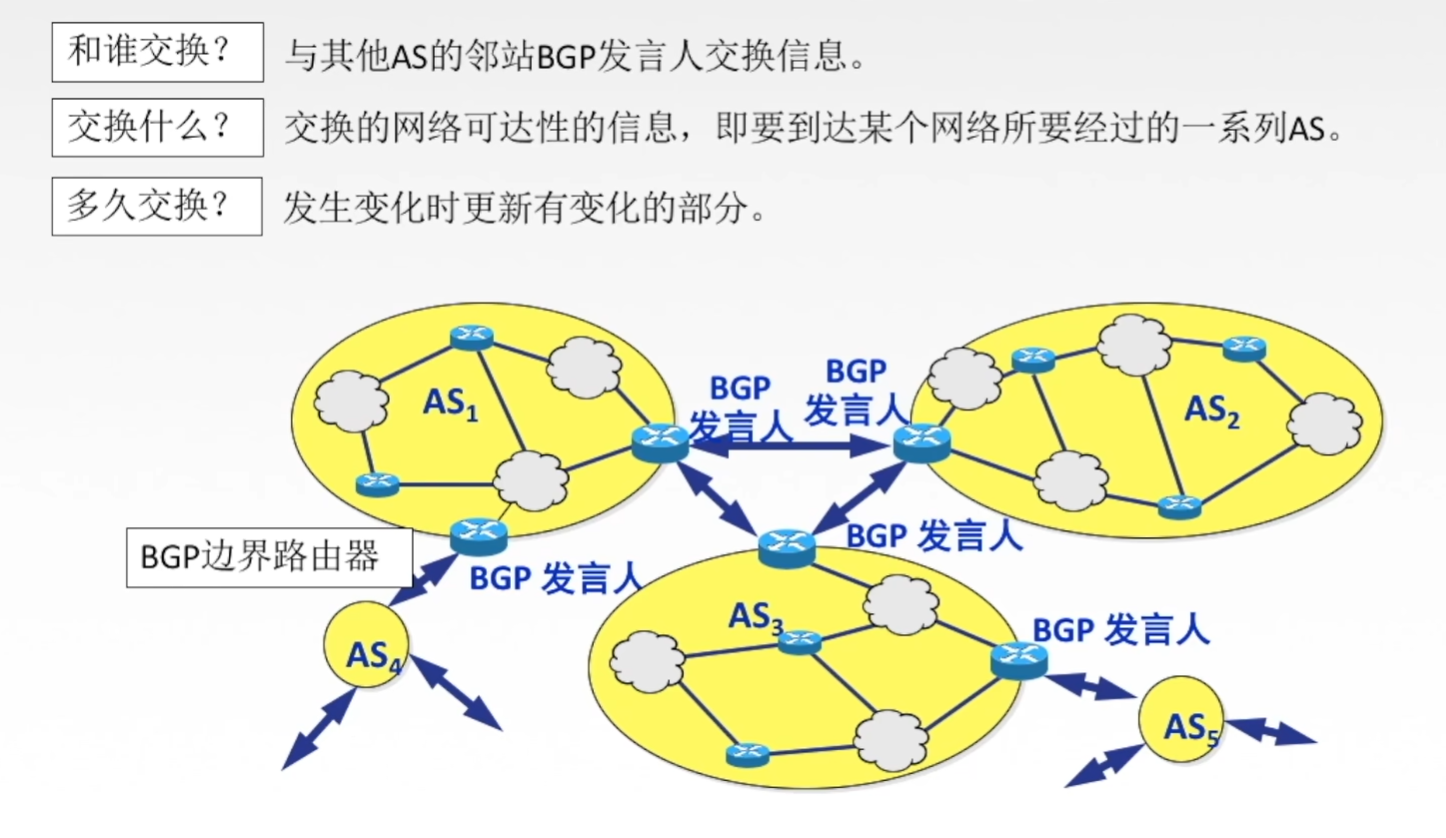 和谁交换？
与其他AS的邻站BGP发言人交换信息。
交换什么？
交换的网络可达性的信息，即要到达某个网络所要经过的一系列AS。
多久交换？
发生变化时更新有变化的部分。
AS1
BGP
发言人
BGP
发言人
AS2
BGP边界路由器
BGP 发言人
BGP 发言人
AS3
BGP 发言人
AS4
AS5